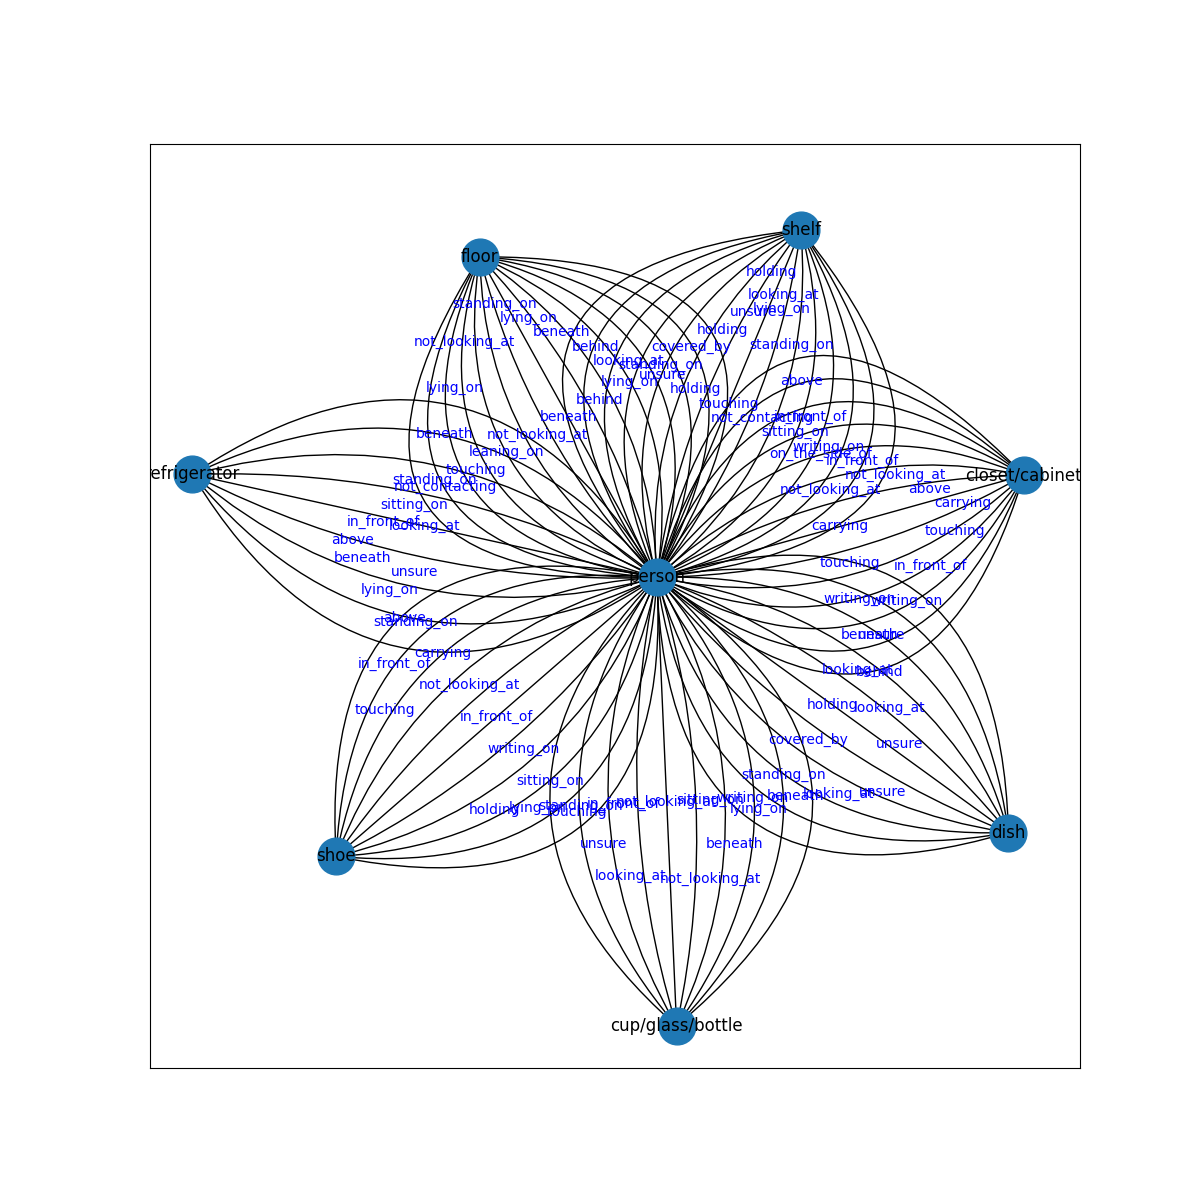 shelf
floor
holding
looking_at
standing_on
lying_on
unsure
lying_on
beneath
holding
not_looking_at
standing_on
behind
covered_by
looking_at
standing_on
unsure
above
lying_on
lying_on
holding
behind
touching
beneath
not_contacting
in_front_of
beneath
not_looking_at
sitting_on
writing_on
leaning_on
on_the_side_of
in_front_of
touching
refrigerator
not_looking_at
closet/cabinet
standing_on
not_contacting
not_looking_at
above
sitting_on
carrying
in_front_of
looking_at
carrying
touching
above
beneath
touching
in_front_of
unsure
person
lying_on
writing_on
writing_on
above
standing_on
beneath
unsure
carrying
in_front_of
looking_at
behind
not_looking_at
touching
holding
looking_at
in_front_of
covered_by
unsure
writing_on
standing_on
sitting_on
beneath
looking_at
unsure
holding
lying_on
standing_on
touching
in_front_of
not_looking_at
sitting_on
writing_on
lying_on
dish
unsure
beneath
shoe
looking_at
not_looking_at
cup/glass/bottle